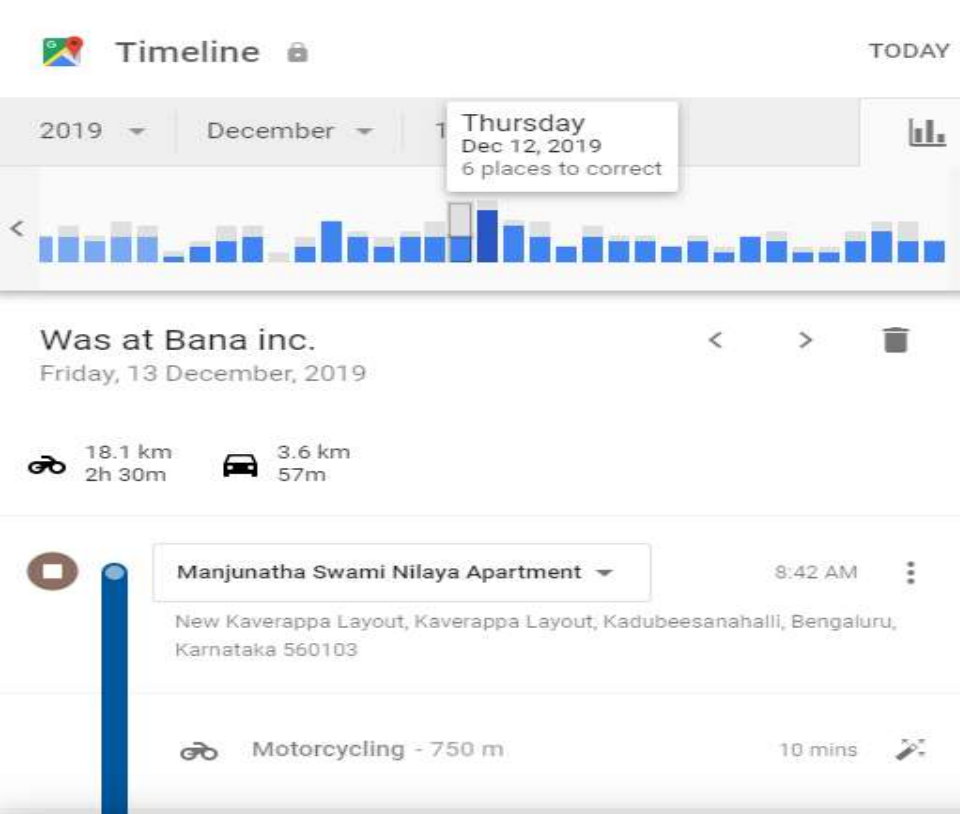 Timeline
TODAY
2019
December
1
Thursday
Dec 12, 2019
6 places to correct
Was at Bana inc.
Friday, 13 December, 2019
18.1 km
2h 30m
3.6 km
57m
Manjunatha Swami Nilaya Apartment
8:42 AM
New Kaverappa Layout, Kaverappa Layout, Kadubeesanahalli, Bengaluru,
Karnataka 560103
Motorcycling - 750 m
10 mins